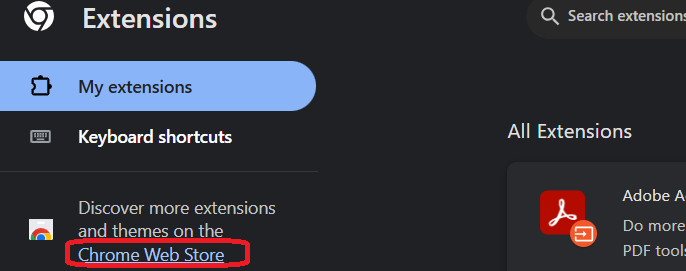 Extensions
Search extensions
My extensions
Keyboard shortcuts
Discover more extensions
and themes on the
Chrome Web Store
All Extensions
Adobe A
Do more
PDF tools